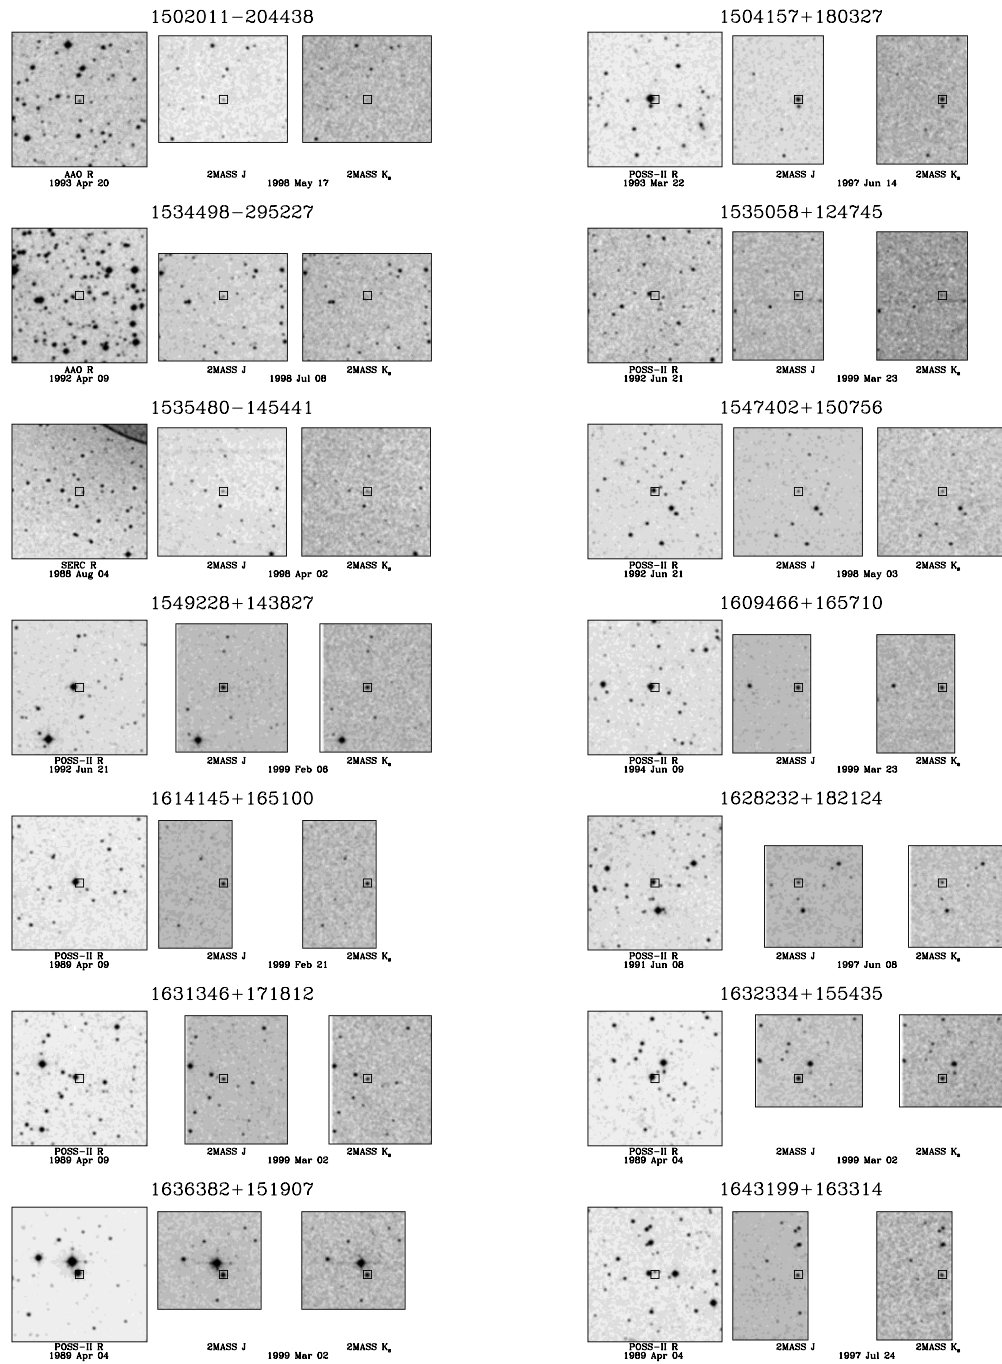 1502011−204438
1504157+180327
AAO R
1993 Apr 20
2MASS J
1998 May 17
2MASS Ks
POSS−II R
1993 Mar 22
2MASS J
1997 Jun 14
2MASS Ks
1534498−295227
1535058+124745
AAO R
1992 Apr 09
2MASS J
1998 Jul 08
2MASS Ks
POSS−II R
1992 Jun 21
2MASS J
1999 Mar 23
2MASS Ks
1535480−145441
1547402+150756
SERC R
1988 Aug 04
2MASS J
1998 Apr 02
2MASS Ks
POSS−II R
1992 Jun 21
2MASS J
1998 May 03
2MASS Ks
1549228+143827
1609466+165710
POSS−II R
1992 Jun 21
2MASS J
1999 Feb 06
2MASS Ks
POSS−II R
1994 Jun 09
2MASS J
1999 Mar 23
2MASS Ks
1614145+165100
1628232+182124
POSS−II R
1989 Apr 09
2MASS J
1999 Feb 21
2MASS Ks
POSS−II R
1991 Jun 08
2MASS J
1997 Jun 08
2MASS Ks
1631346+171812
1632334+155435
POSS−II R
1989 Apr 09
2MASS J
1999 Mar 02
2MASS Ks
POSS−II R
1989 Apr 04
2MASS J
1999 Mar 02
2MASS Ks
1636382+151907
1643199+163314
POSS−II R
1989 Apr 04
2MASS J
1999 Mar 02
2MASS Ks
POSS−II R
1989 Apr 04
2MASS J
1997 Jul 24
2MASS Ks